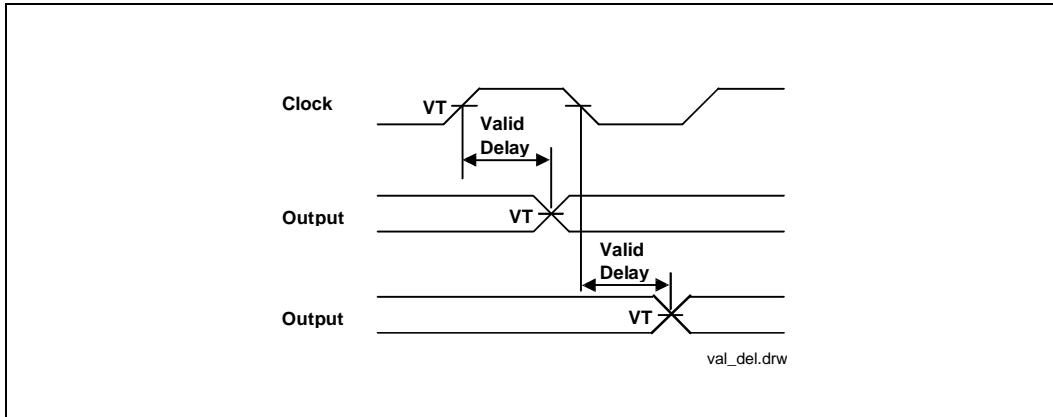 Clock
VT
Valid
Delay
Output
VT
Valid
Delay
Output
VT
val_del.drw